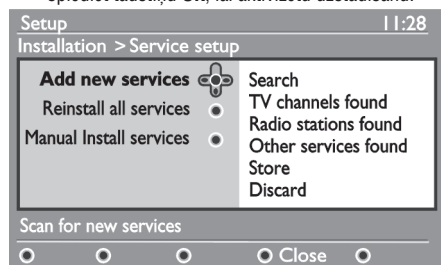 Setup 11:28
Installation > Service setup
Add new services
Reinstall all services
Manual Install services
Search
TV channels found
Radio stations found
Other services found
Store
Discard
Scan for new services
Close